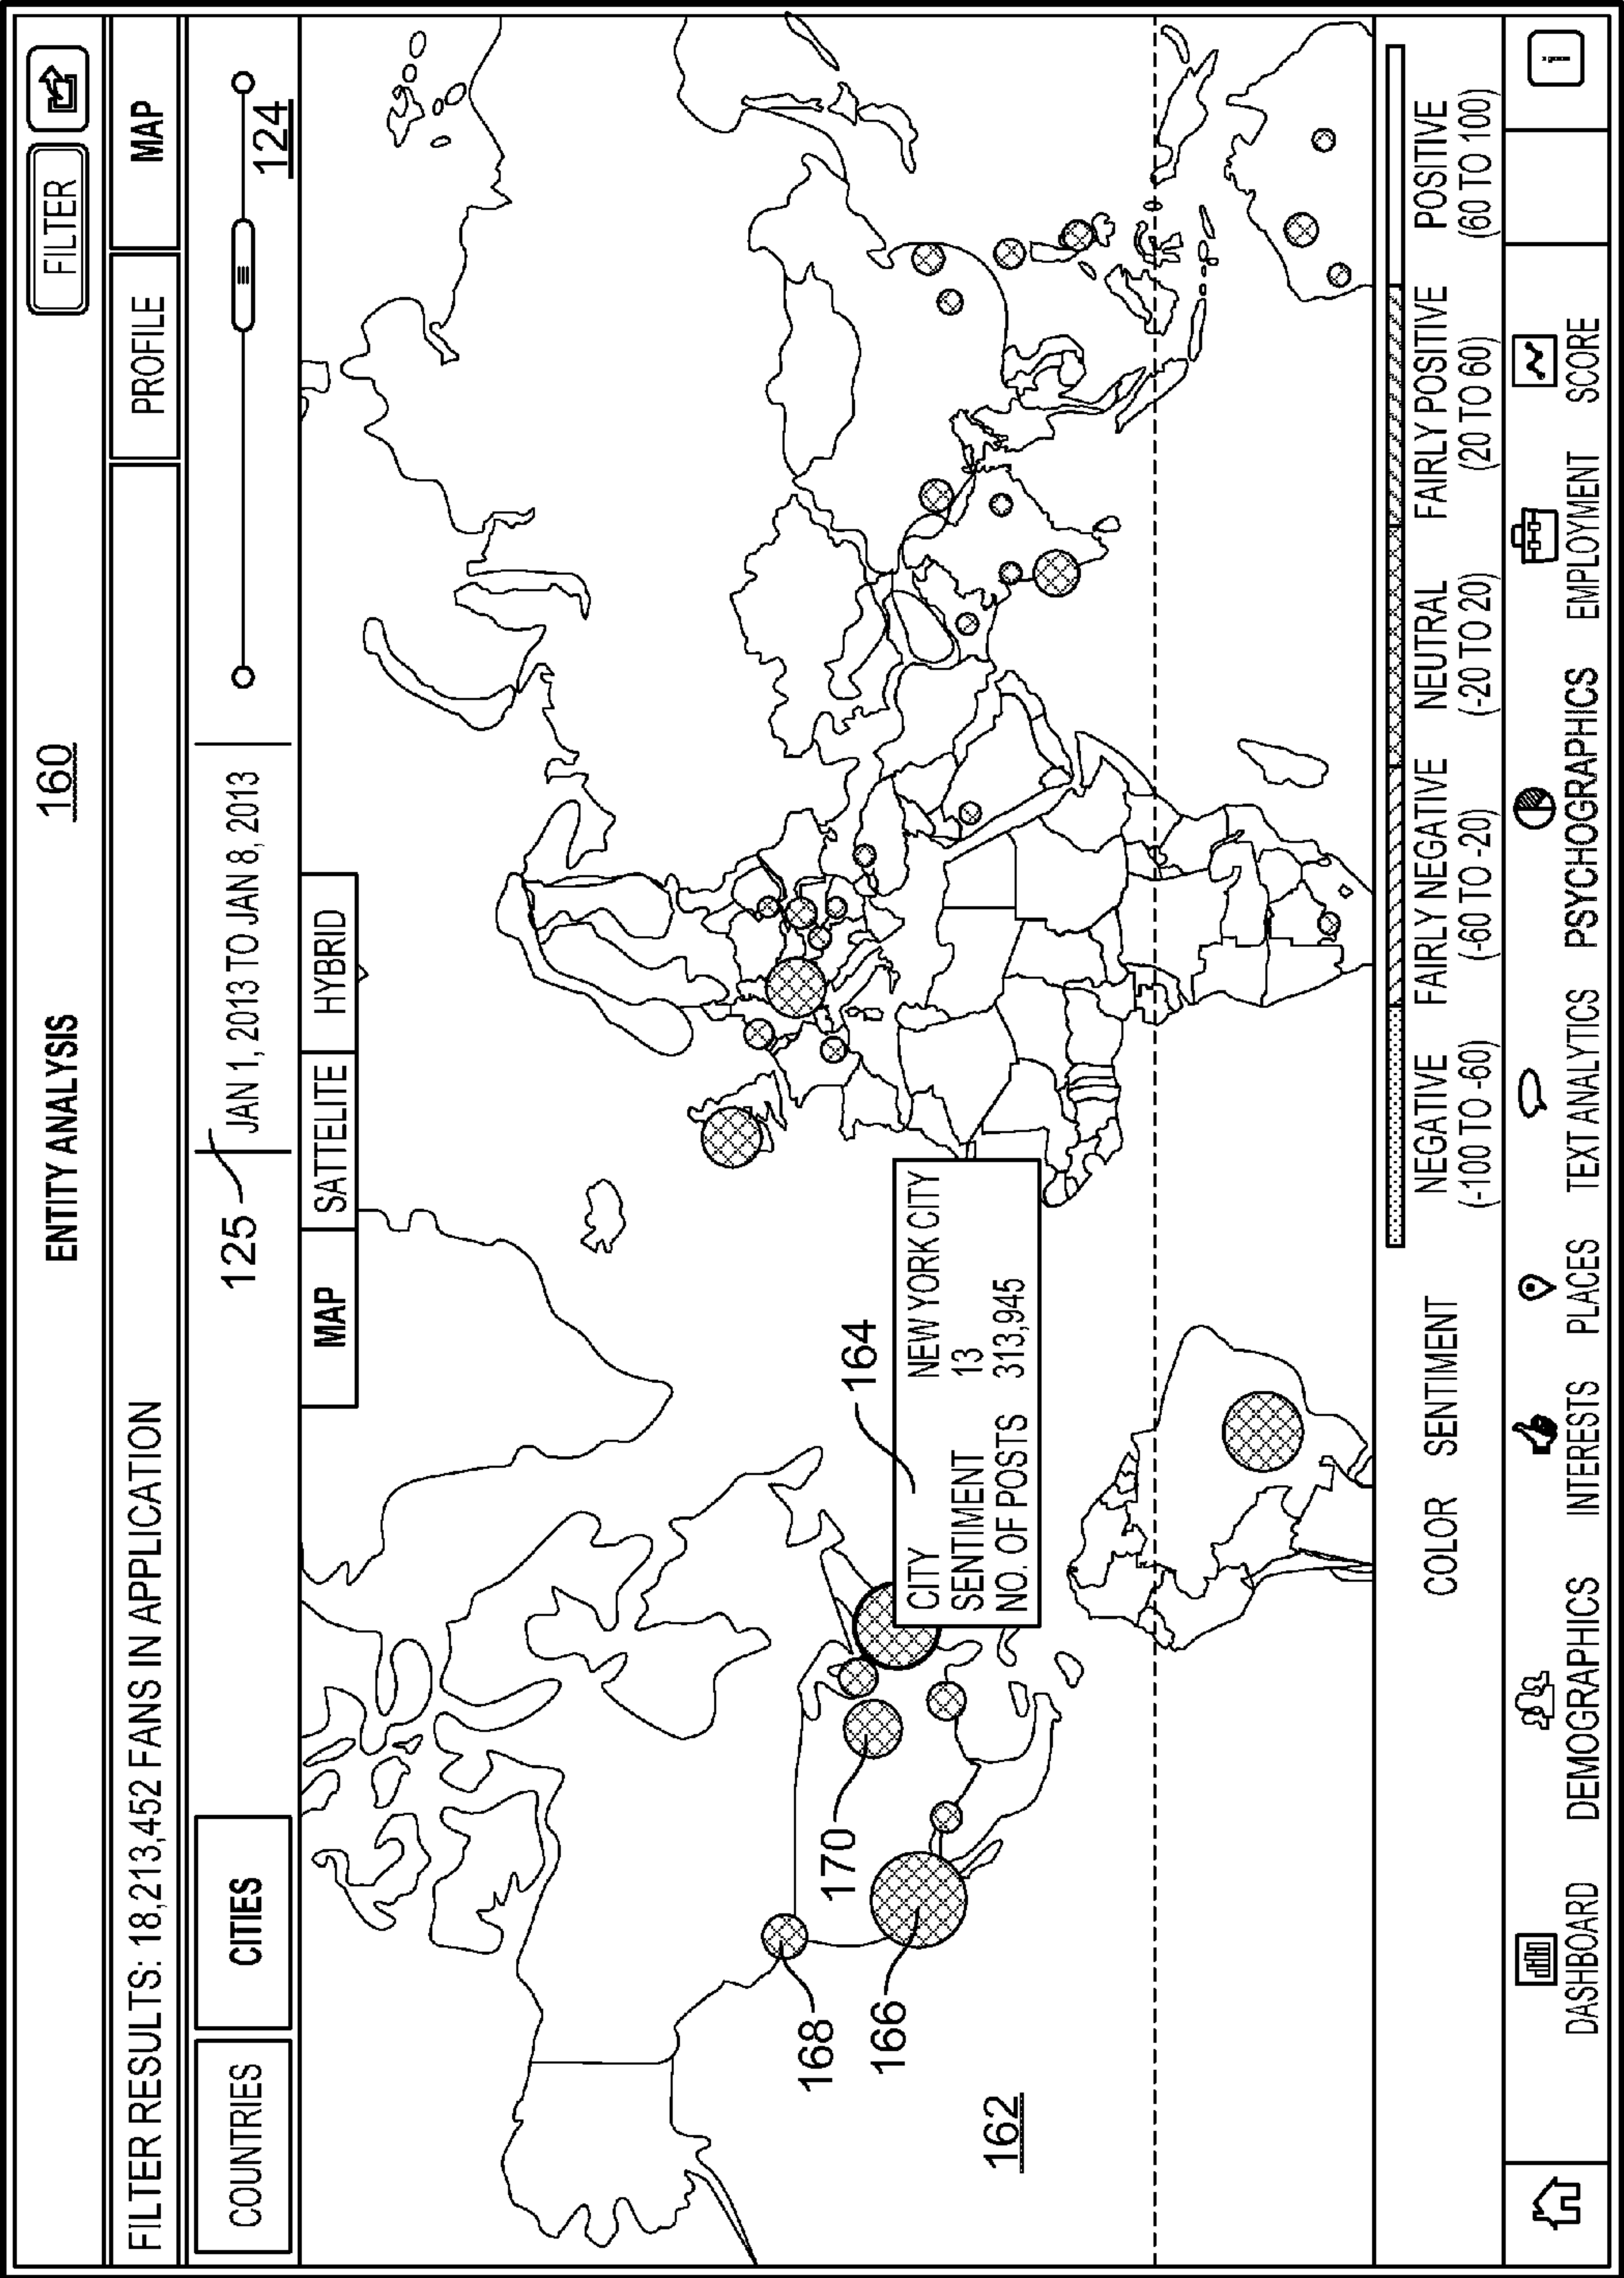 ENTITY ANALYSIS
160
FILTER
FILTER RESULTS: 18,213,452 FANS IN APPLICATION
PROFILE
MAP
COUNTRIES
CITIES
125
JAN 1, 2013 TO JAN 8, 2013
124
MAP
SATTELITE
HYBRID
168
170
166
162
164
CITY NEW YORK CITY
SENTIMENT 13
NO. OF POSTS 313,945
COLOR SENTIMENT
NEGATIVE
(-100 TO -60)
FAIRLY NEGATIVE
(-60 TO -20)
NEUTRAL
(-20 TO 20)
FAIRLY POSITIVE
(20 TO 60)
POSITIVE
(60 TO 100)
DASHBOARD
DEMOGRAPHICS
INTERESTS
PLACES
TEXT ANALYTICS
PSYCHOGRAPHICS
EMPLOYMENT
SCORE